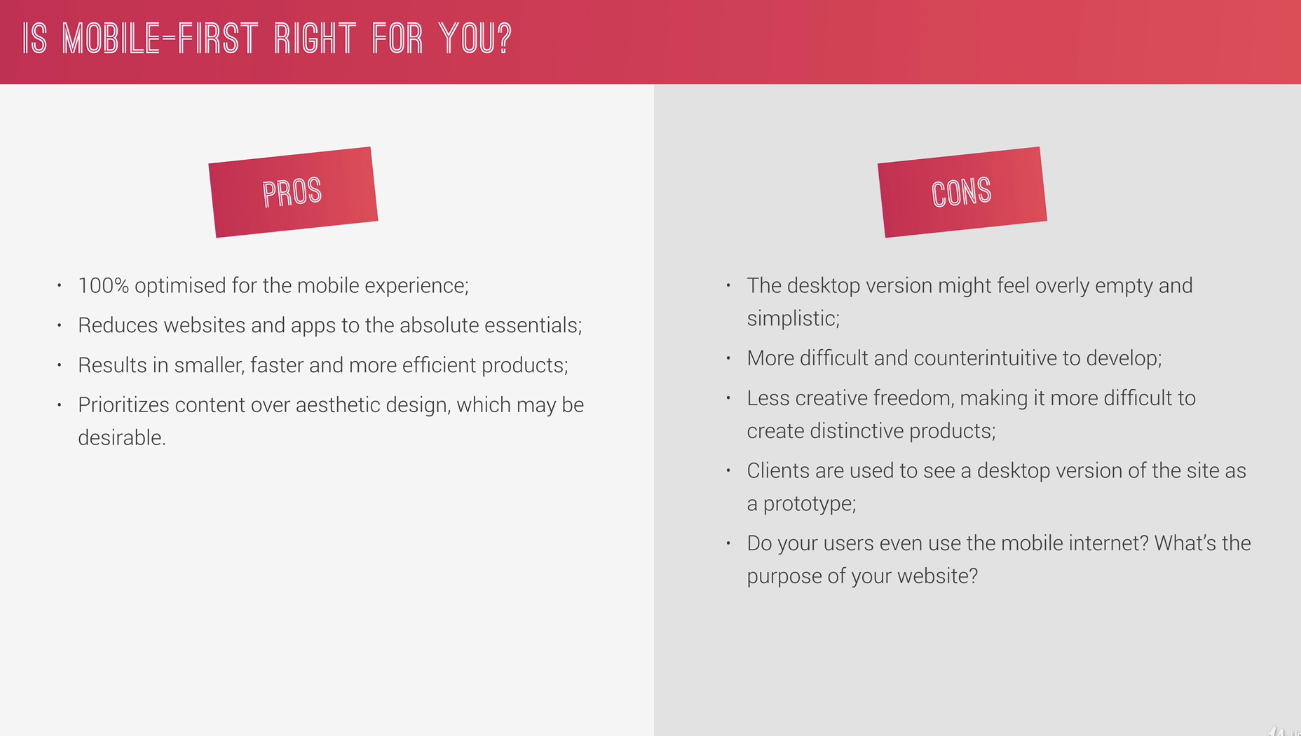 IS MOBILE-FIRST RIGHT FOR YOU?
PROS
• 100% optimised for the mobile experience;
• Reduces websites and apps to the absolute essentials;
• Results in smaller, faster and more efficient products;
• Prioritizes content over aesthetic design, which may be
desirable.
CONS
• The desktop version might feel overly empty and
simplistic;
• More difficult and counterintuitive to develop;
• Less creative freedom, making it more difficult to
create distinctive products;
• Clients are used to see a desktop version of the site as
a prototype;
• Do your users even use the mobile internet? What's the
purpose of your website?